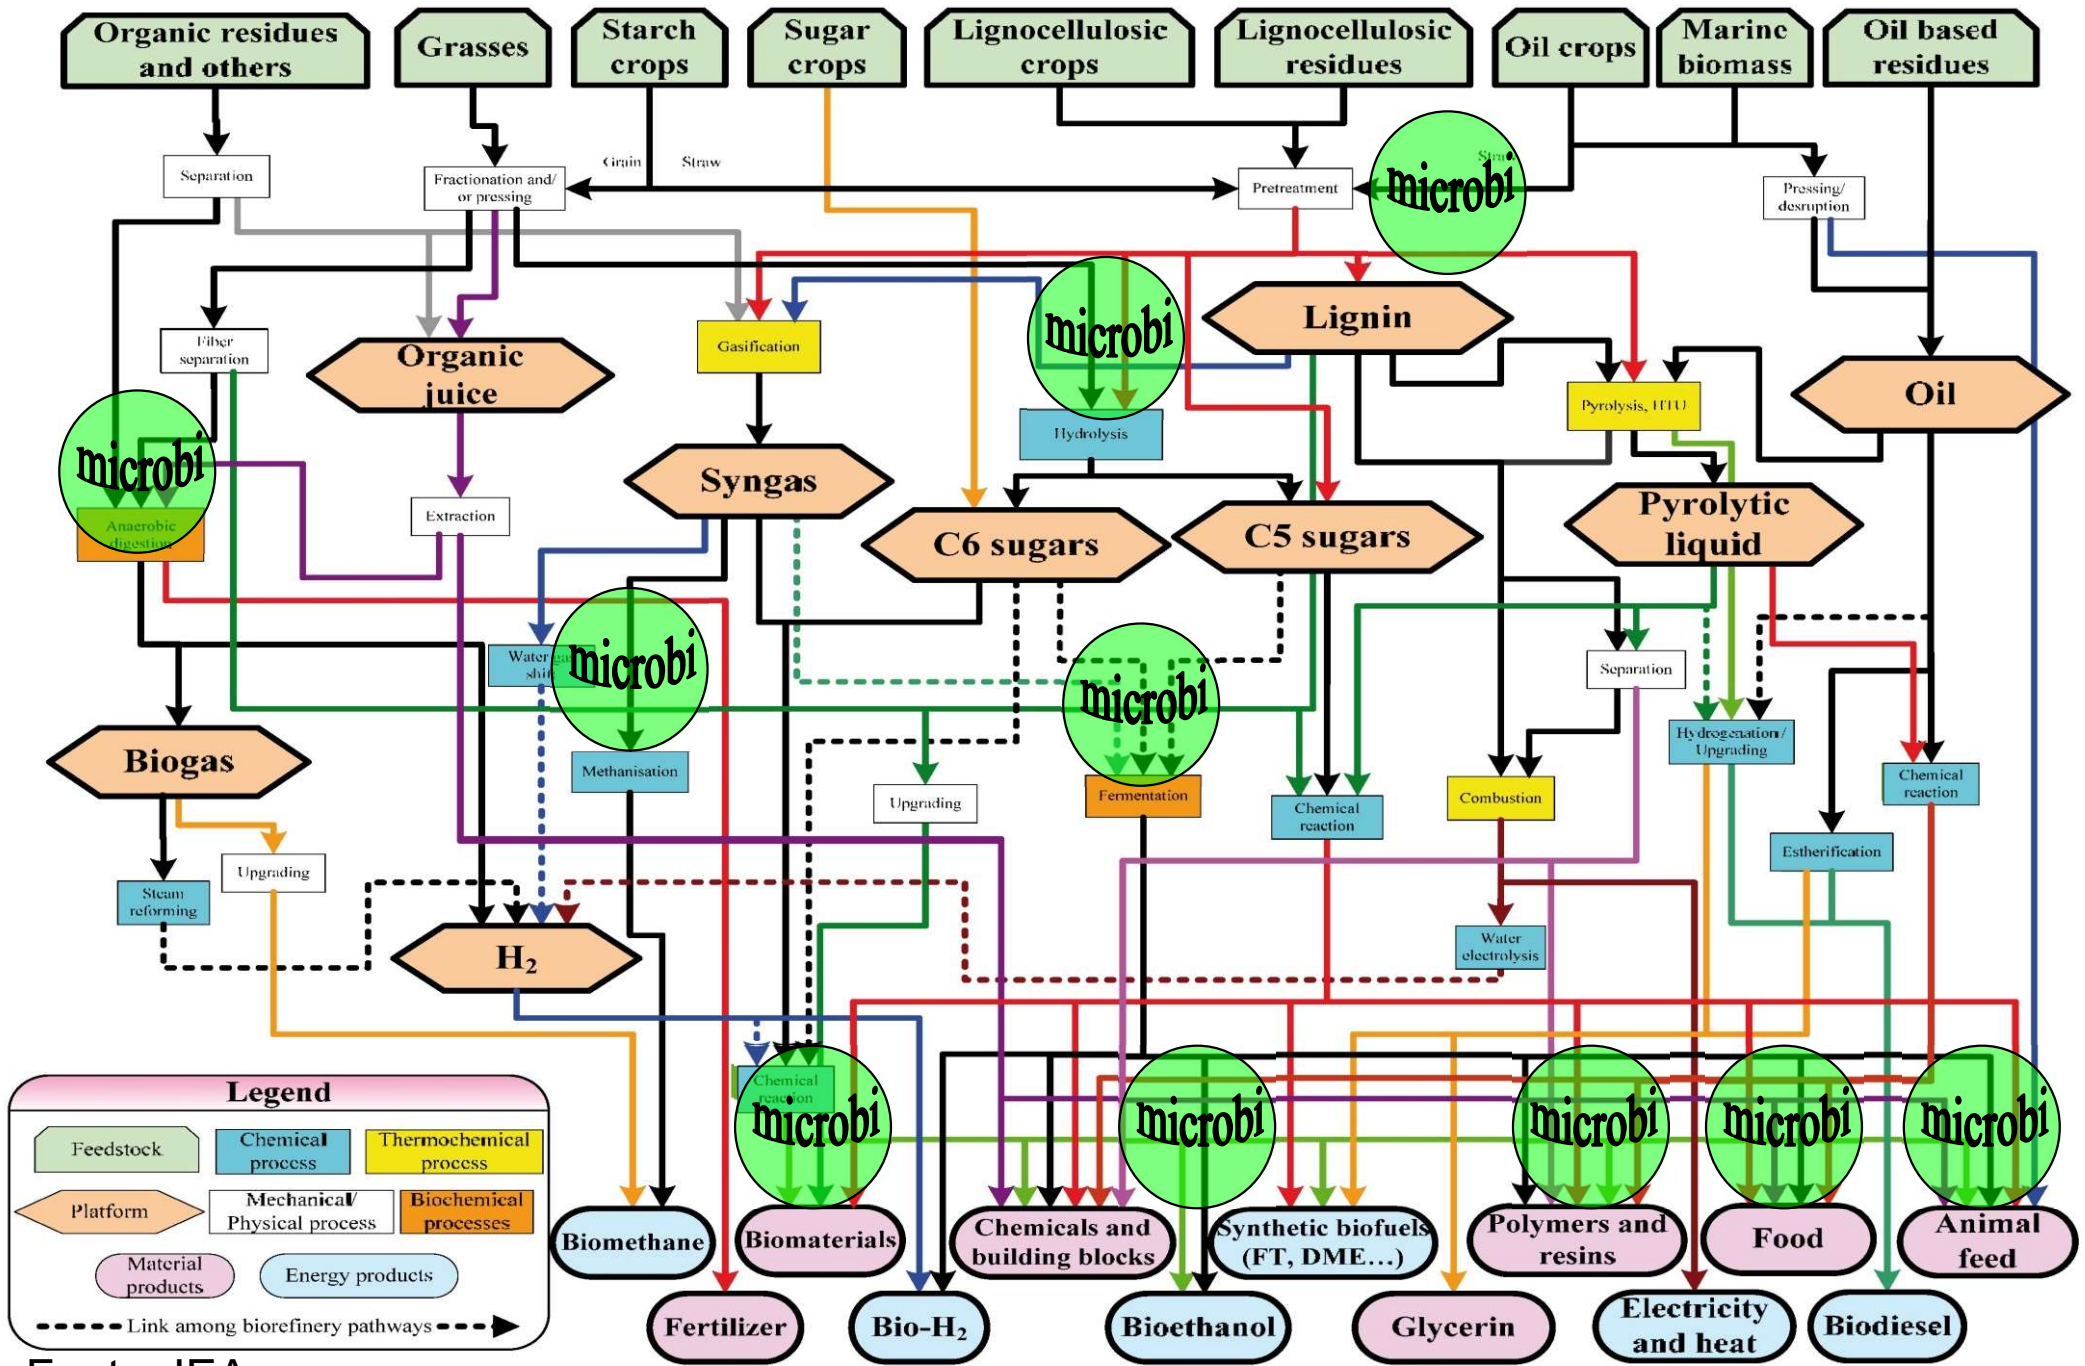 Organic residues
and others
Grasses
Starch
crops
Sugar
crops
Lignocellulosic
crops
Lignocellulosic
residues
Oil crops
Marine
biomass
Oil based
residues
Separation
Fractionation and/
or pressing
Grain
Straw
Pretreatment
microbi
Pressing/
desruption
Fiber
separation
Organic
juice
Gasification
microbi
Lignin
Pyrolysis, HTU
Oil
microbi
Hydrolysis
Syngas
Extraction
C6 sugars
C5 sugars
Pyrolytic
liquid
Anaerobic
digestion
Water gas
shift
microbi
microbi
Separation
Biogas
Methanisation
Upgrading
Fermentation
Chemical
reaction
Combustion
Hydrogenation/
Upgrading
Chemical
reaction
Estherification
Steam
reforming
Upgrading
H₂
Water
electrolysis
Chemical
reaction
microbi
microbi
microbi
microbi
microbi
Legend
Feedstock
Chemical
process
Thermochemical
process
Platform
Mechanical/
Physical process
Biochemical
processes
Material
products
Energy products
Link among biorefinery pathways
Biomethane
Biomaterials
Chemicals and
building blocks
Synthetic biofuels
(FT, DME…)
Polymers and
resins
Food
Animal
feed
Fertilizer
Bio-H₂
Bioethanol
Glycerin
Electricity
and heat
Biodiesel